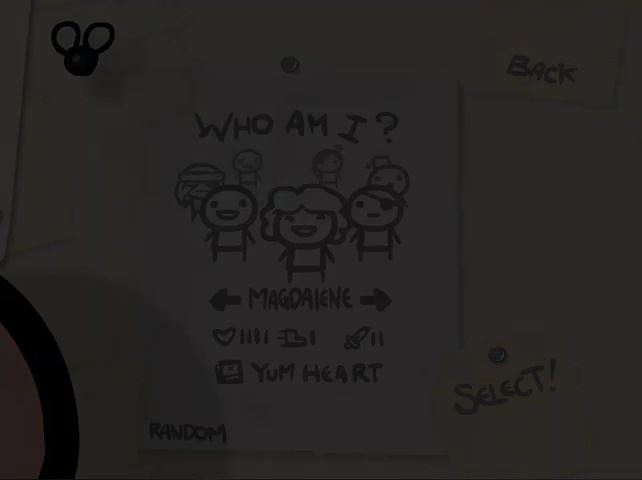 BACK
WHO AM I?
MAGDALENE
YUM HEART
SELECT!
RANDOM